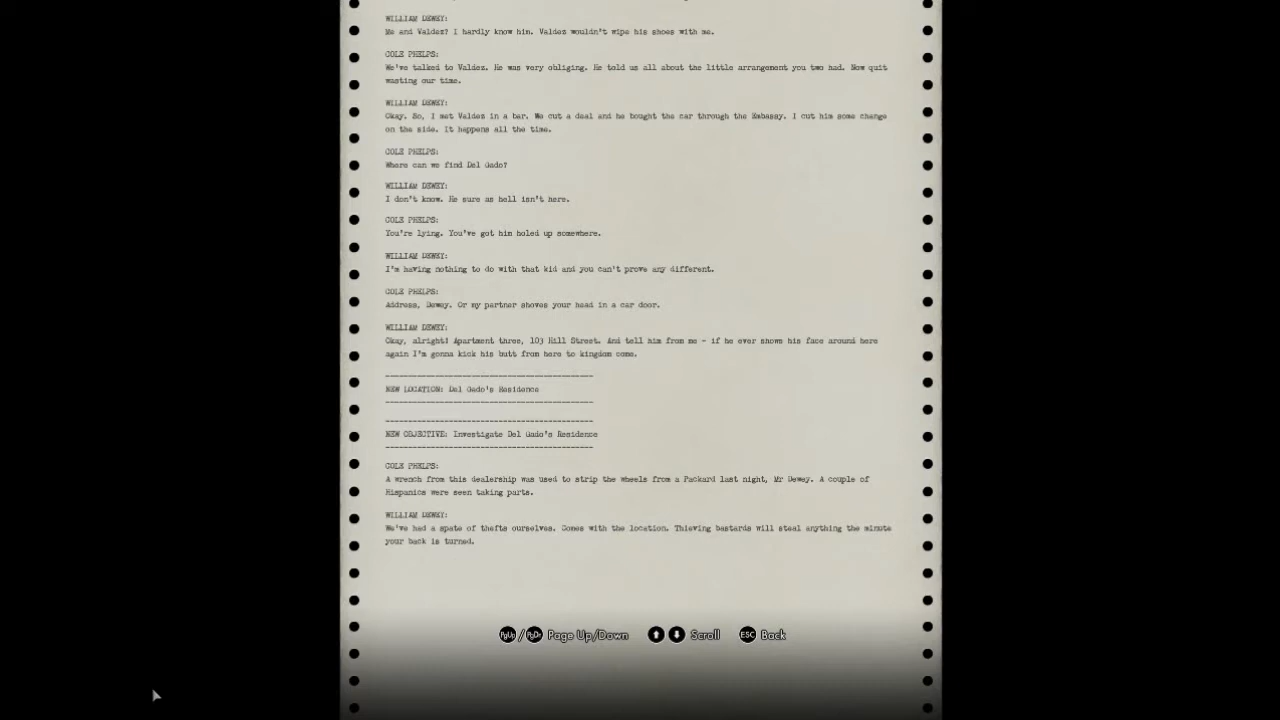 WILLIAM DEWEY:
Me and Valdez? I hardly know him. Valdez wouldn't wipe his shoes with me.
COLE PHELPS:
We've talked to Valdez. He was very obliging. He told us all about the little arrangement you two had. Now quit
wasting our time.
WILLIAM DEWEY:
Okay. So, I met Valdez in a bar. We cut a deal and he bought the car through the Embassy. I cut him some change
on the side. It happens all the time.
COLE PHELPS:
Where can we find Del Gado?
WILLIAM DEWEY:
I don't know. He sure as hell isn't here.
COLE PHELPS:
You're lying. You've got him holed up somewhere.
WILLIAM DEWEY:
I'm having nothing to do with that kid and you can't prove any different.
COLE PHELPS:
Address, Dewey. Or my partner shoves your head in a car door.
WILLIAM DEWEY:
Okay, alright! Apartment three, 103 Hill Street. And tell him from me - if he ever shows his face around here
again I'm gonna kick his butt from here to kingdom come.
----------------------------------------------
NEW LOCATION: Del Gado's Residence
----------------------------------------------
----------------------------------------------
NEW OBJECTIVE: Investigate Del Gado's Residence
----------------------------------------------
COLE PHELPS:
A wrench from this dealership was used to strip the wheels from a Packard last night, Mr Dewey. A couple of
Hispanics were seen taking parts.
WILLIAM DEWEY:
We've had a spate of thefts ourselves. Comes with the location. Thieving bastards will steal anything the minute
your back is turned.
PgUp / PgDn Page Up/Down Scroll ESC Back